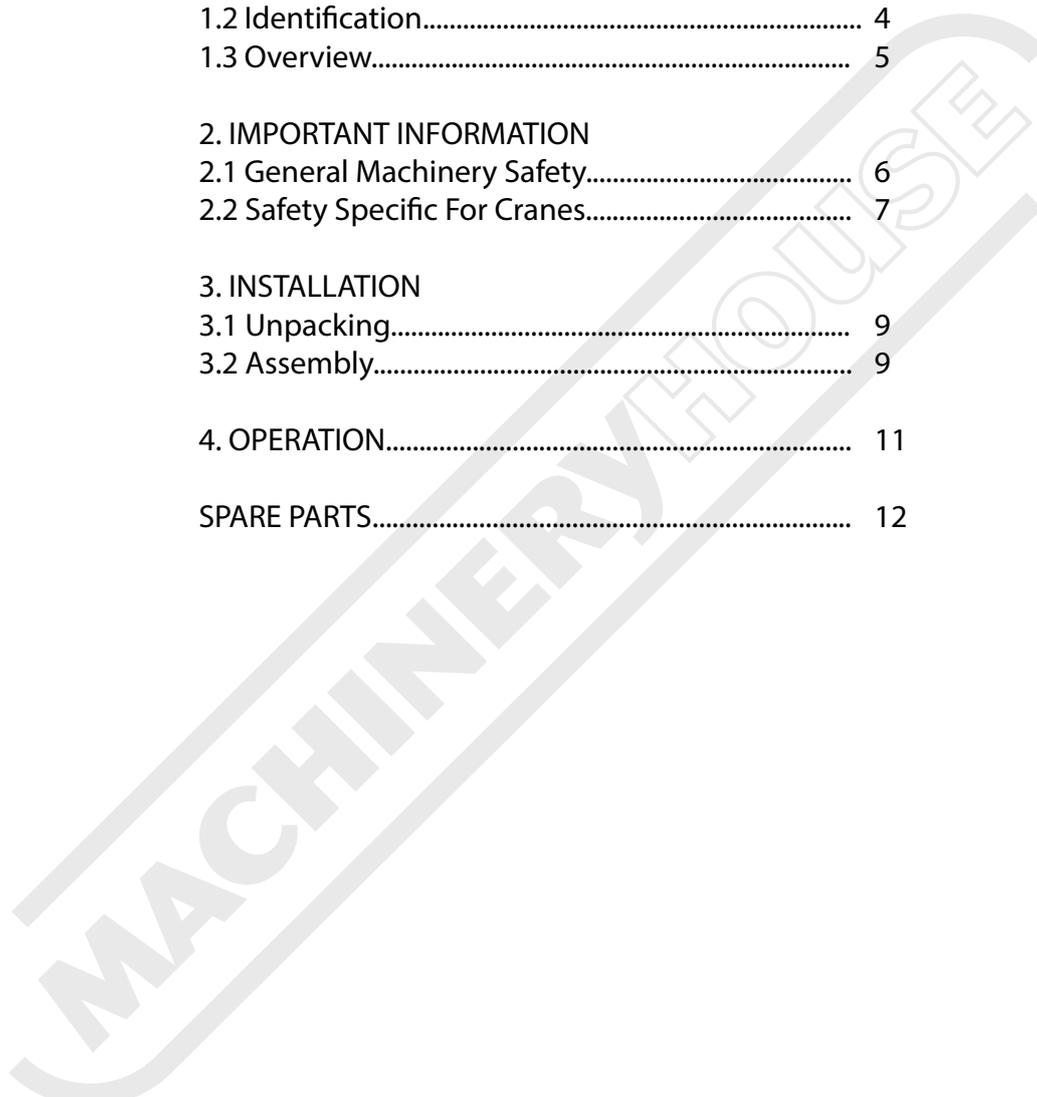 1.2 Identification................................................................. 4
1.3 Overview....................................................................... 5
2. IMPORTANT INFORMATION
2.1 General Machinery Safety....................................... 6
2.2 Safety Specific For Cranes....................................... 7
3. INSTALLATION
3.1 Unpacking.................................................................... 9
3.2 Assembly....................................................................... 9
4. OPERATION..................................................................... 11
SPARE PARTS....................................................................... 12
MACHINERYHOUSE